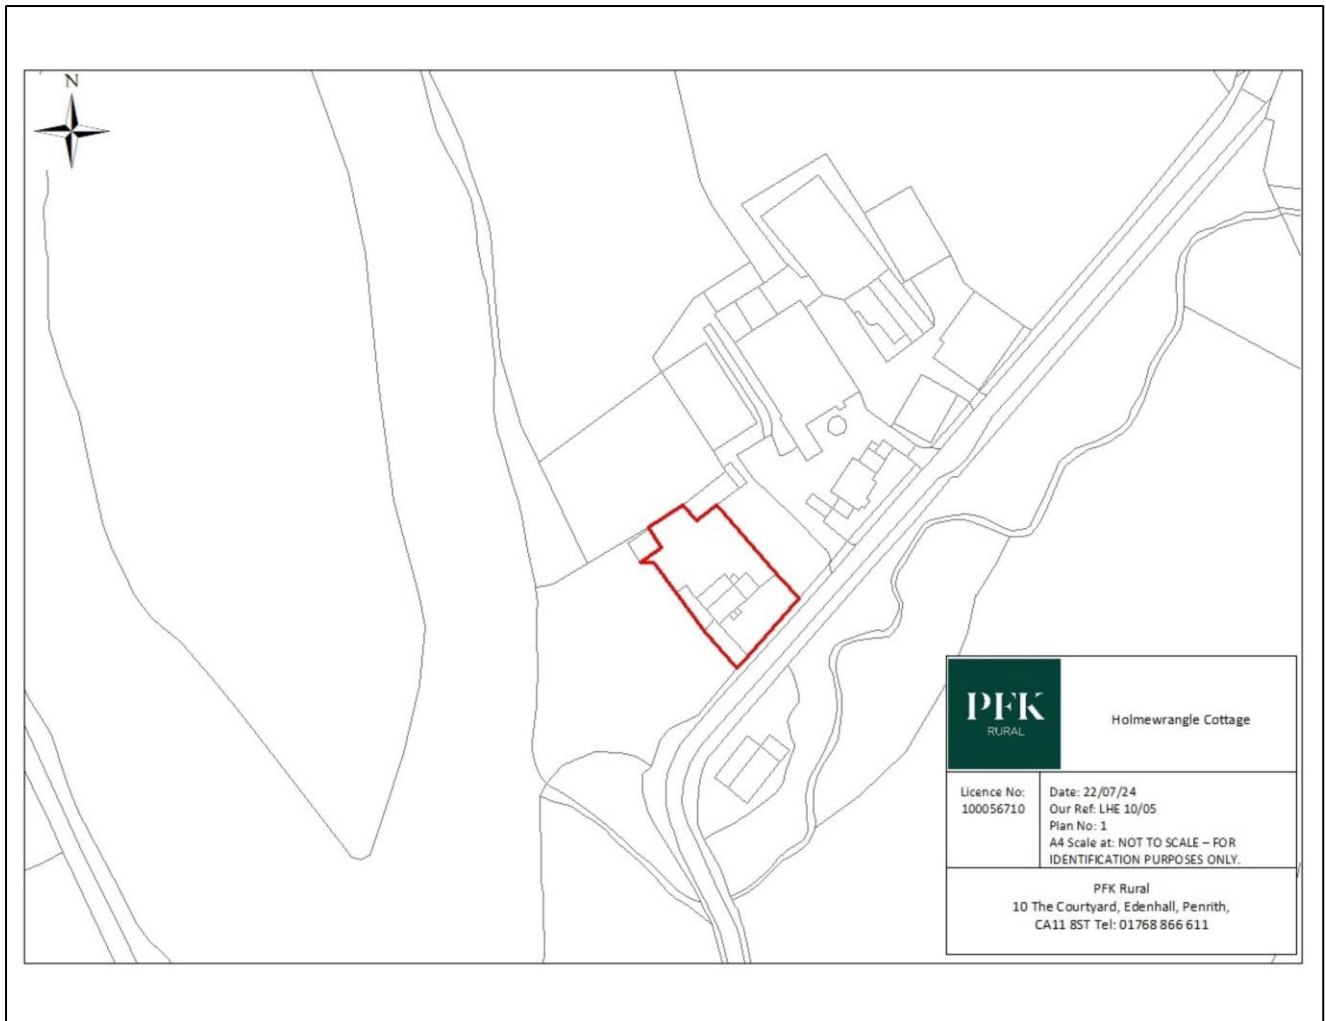 N
PFK
RURAL
Holmewrangle Cottage
Licence No:
100056710
Date: 22/07/24
Our Ref: LHE 10/05
Plan No: 1
A4 Scale at: NOT TO SCALE – FOR
IDENTIFICATION PURPOSES ONLY.
PFK Rural
10 The Courtyard, Edenhall, Penrith,
CA11 8ST Tel: 01768 866 611